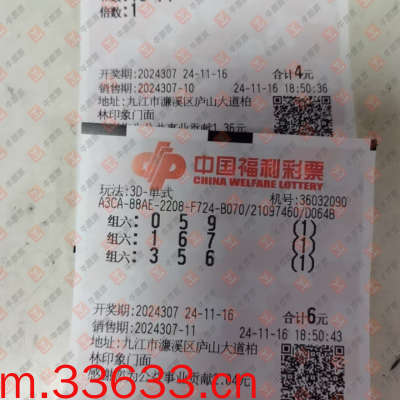 倍数:1
开奖期:2024307 24-11-16 合计4元
销售期:2024307-10 24-11-16 18:50:36
地址:九江市濂溪区庐山大道柏
林印象门面
中国福利彩票
CHINA WELFARE LOTTERY
玩法:3D-单式 机号:36032090
A3CA-88AE-2208-F724-B070/21097460/D064B
组六: 0 5 9 (1)
组六: 1 6 7 (1)
组六: 3 5 6 (1)
开奖期:2024307 24-11-16 合计6元
销售期:2024307-11 24-11-16 18:50:43
地址:九江市濂溪区庐山大道柏
林印象门面
m.33633.cn